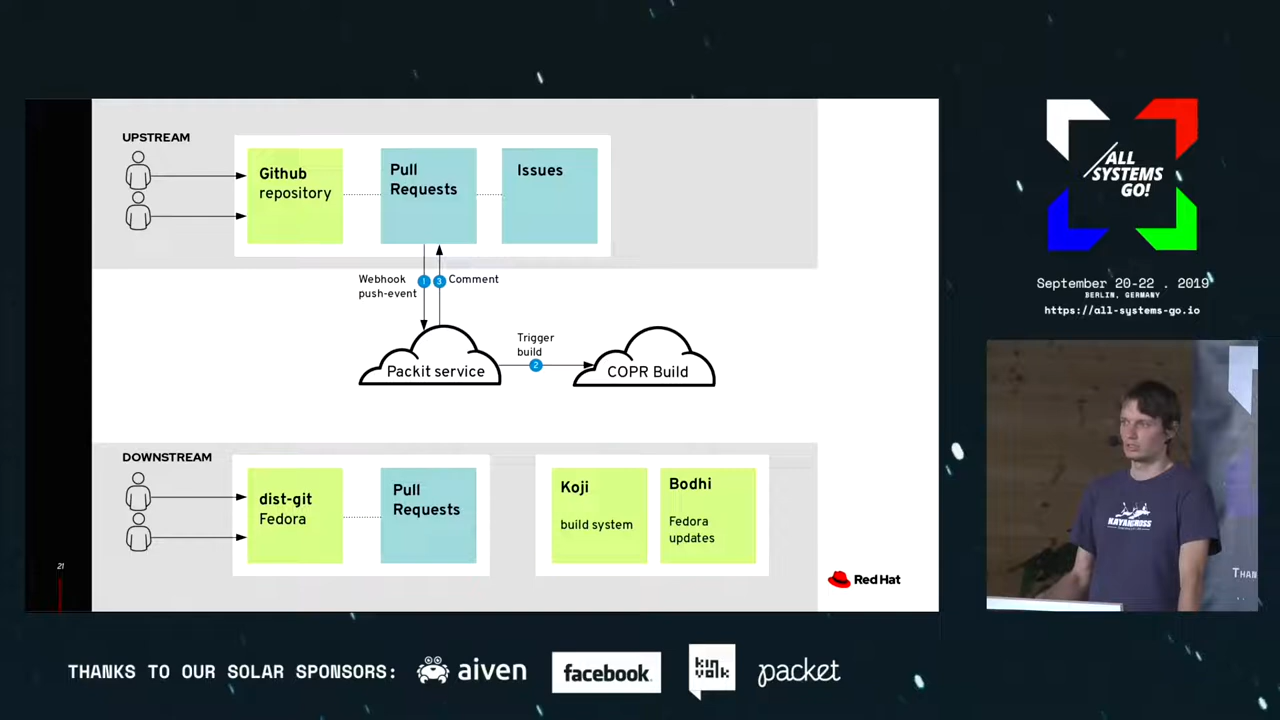 UPSTREAM
Github
repository
Pull
Requests
Issues
Webhook
push-event
1
3
Comment
Trigger
build
2
Packit service
COPR Build
DOWNSTREAM
dist-git
Fedora
Pull
Requests
Koji
build system
Bodhi
Fedora
updates
21
Red Hat
ALL
SYSTEMS
GO!
September 20-22 . 2019
BERLIN, GERMANY
https://all-systems-go.io
KAYAKCROSS
THAN
THANKS TO OUR SOLAR SPONSORS:
aiven
facebook.
kinvolk
packet